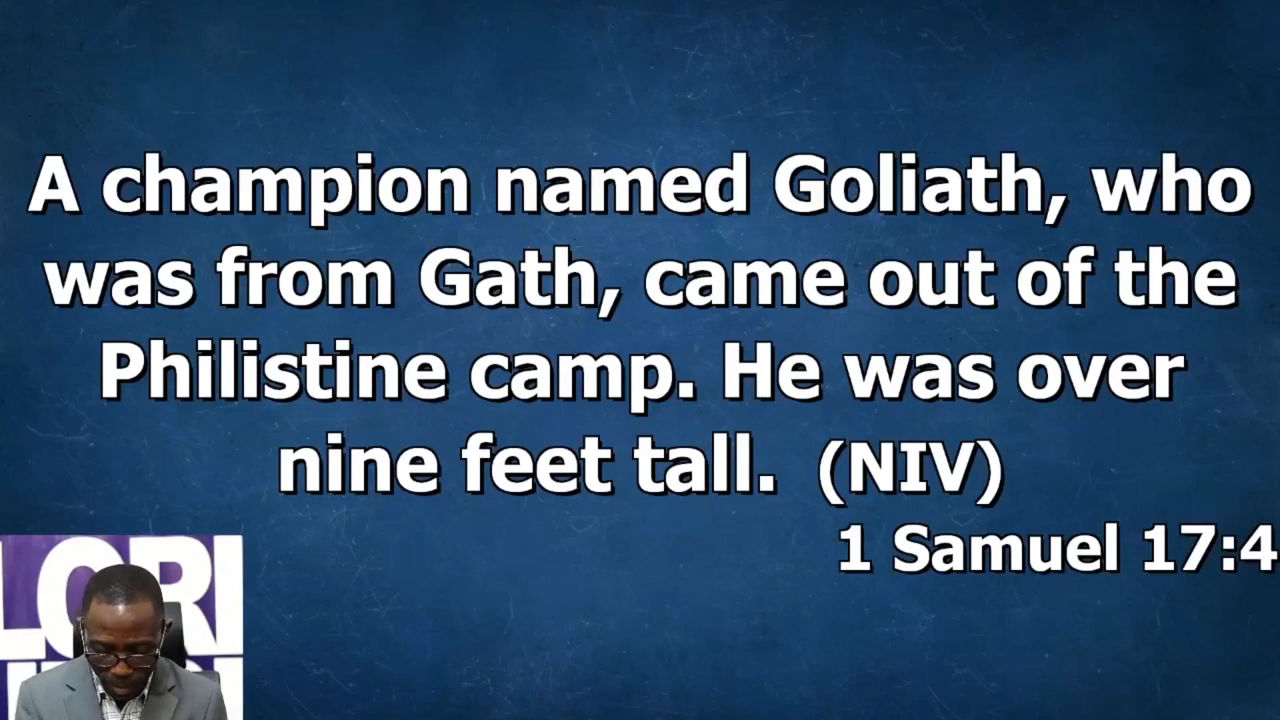 A champion named Goliath, who
was from Gath, came out of the
Philistine camp. He was over
nine feet tall. (NIV)
1 Samuel 17:4